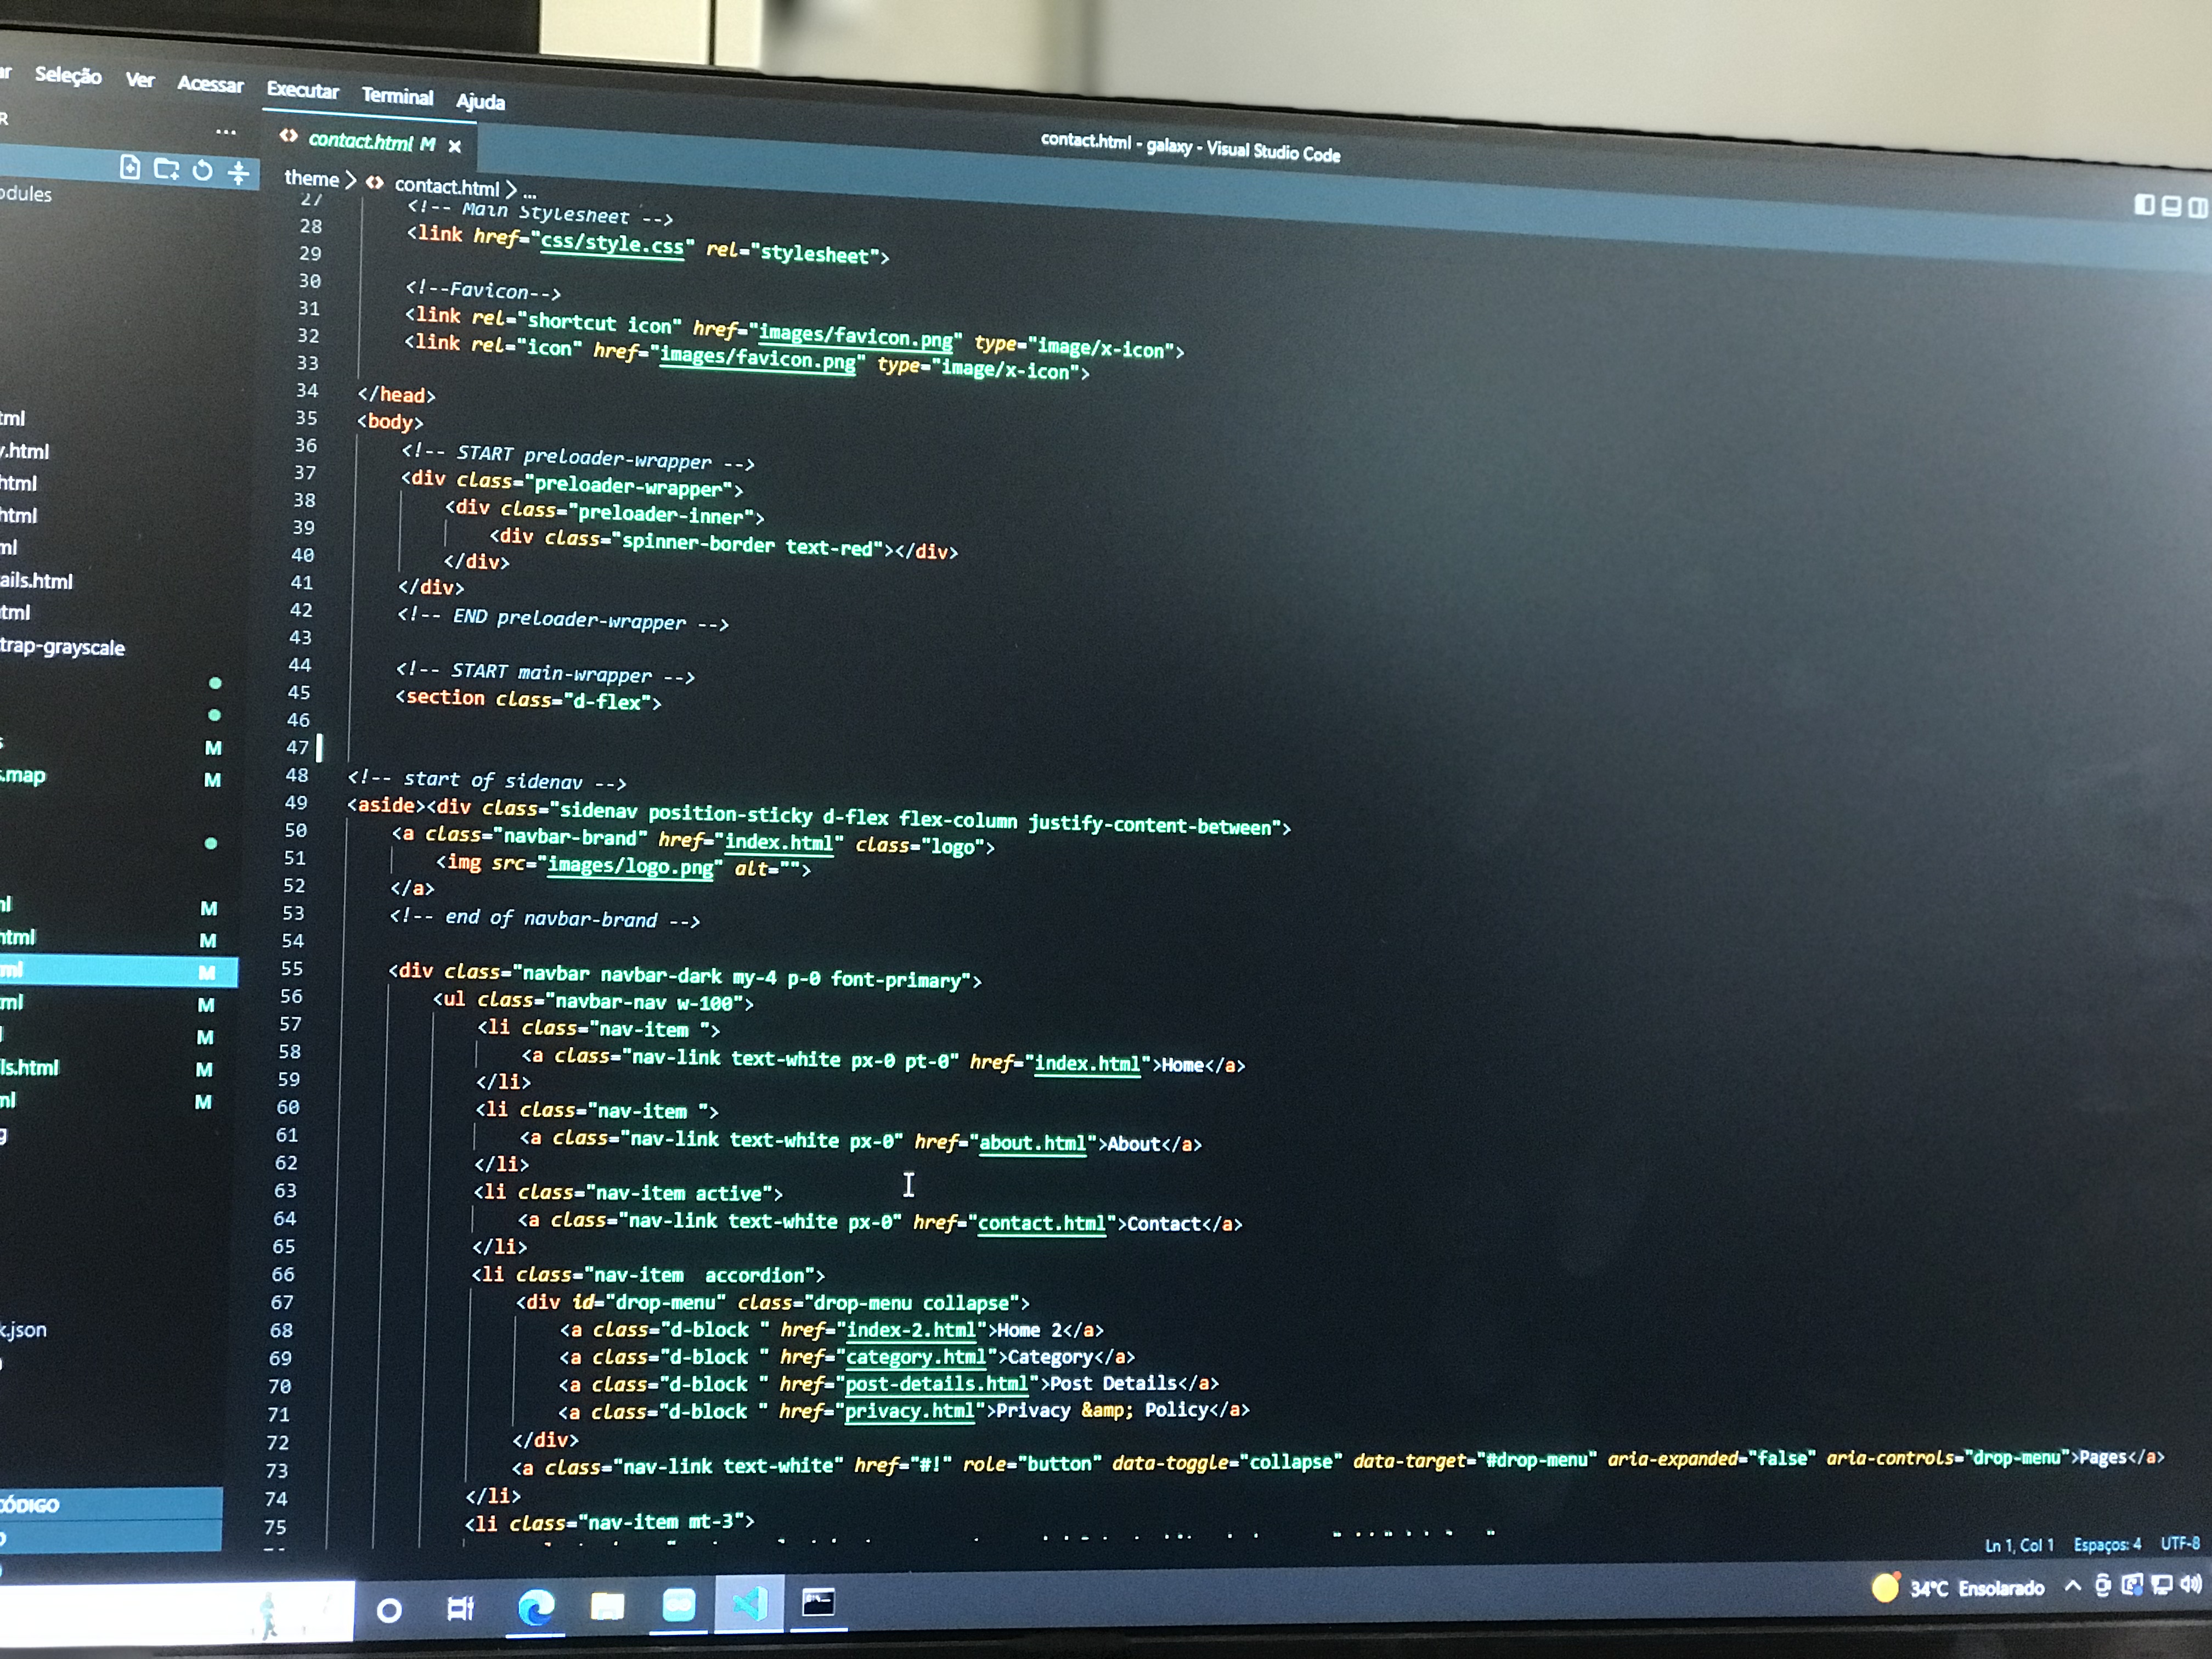 Seleção Ver Acessar Executar Terminal Ajuda
contact.html - galaxy - Visual Studio Code
contact.html M ×
theme > contact.html > ...
27 <!-- Main Stylesheet -->
28 <link href="css/style.css" rel="stylesheet">
29
30 <!--Favicon-->
31 <link rel="shortcut icon" href="images/favicon.png" type="image/x-icon">
32 <link rel="icon" href="images/favicon.png" type="image/x-icon">
33
34 </head>
35 <body>
36 <!-- START preloader-wrapper -->
37 <div class="preloader-wrapper">
38 <div class="preloader-inner">
39 <div class="spinner-border text-red"></div>
40 </div>
41 </div>
42 <!-- END preloader-wrapper -->
43
44 <!-- START main-wrapper -->
45 <section class="d-flex">
46
47
48 <!-- start of sidenav -->
49 <aside><div class="sidenav position-sticky d-flex flex-column justify-content-between">
50 <a class="navbar-brand" href="index.html" class="logo">
51 <img src="images/logo.png" alt="">
52 </a>
53 <!-- end of navbar-brand -->
54
55 <div class="navbar navbar-dark my-4 p-0 font-primary">
56 <ul class="navbar-nav w-100">
57 <li class="nav-item ">
58 <a class="nav-link text-white px-0 pt-0" href="index.html">Home</a>
59 </li>
60 <li class="nav-item ">
61 <a class="nav-link text-white px-0" href="about.html">About</a>
62 </li>
63 <li class="nav-item active">
64 <a class="nav-link text-white px-0" href="contact.html">Contact</a>
65 </li>
66 <li class="nav-item  accordion">
67 <div id="drop-menu" class="drop-menu collapse">
68 <a class="d-block " href="index-2.html">Home 2</a>
69 <a class="d-block " href="category.html">Category</a>
70 <a class="d-block " href="post-details.html">Post Details</a>
71 <a class="d-block " href="privacy.html">Privacy &amp; Policy</a>
72 </div>
73 <a class="nav-link text-white" href="#!" role="button" data-toggle="collapse" data-target="#drop-menu" aria-expanded="false" aria-controls="drop-menu">Pages</a>
74 </li>
75 <li class="nav-item mt-3">
odules
tml
y.html
html
html
ml
ails.html
tml
trap-grayscale
s M
s.map M
ml M
html M
ml M
ml M
l M
ls.html M
ml M
g
k.json
CÓDIGO
Ln 1, Col 1 Espaços: 4 UTF-8
34°C Ensolarado